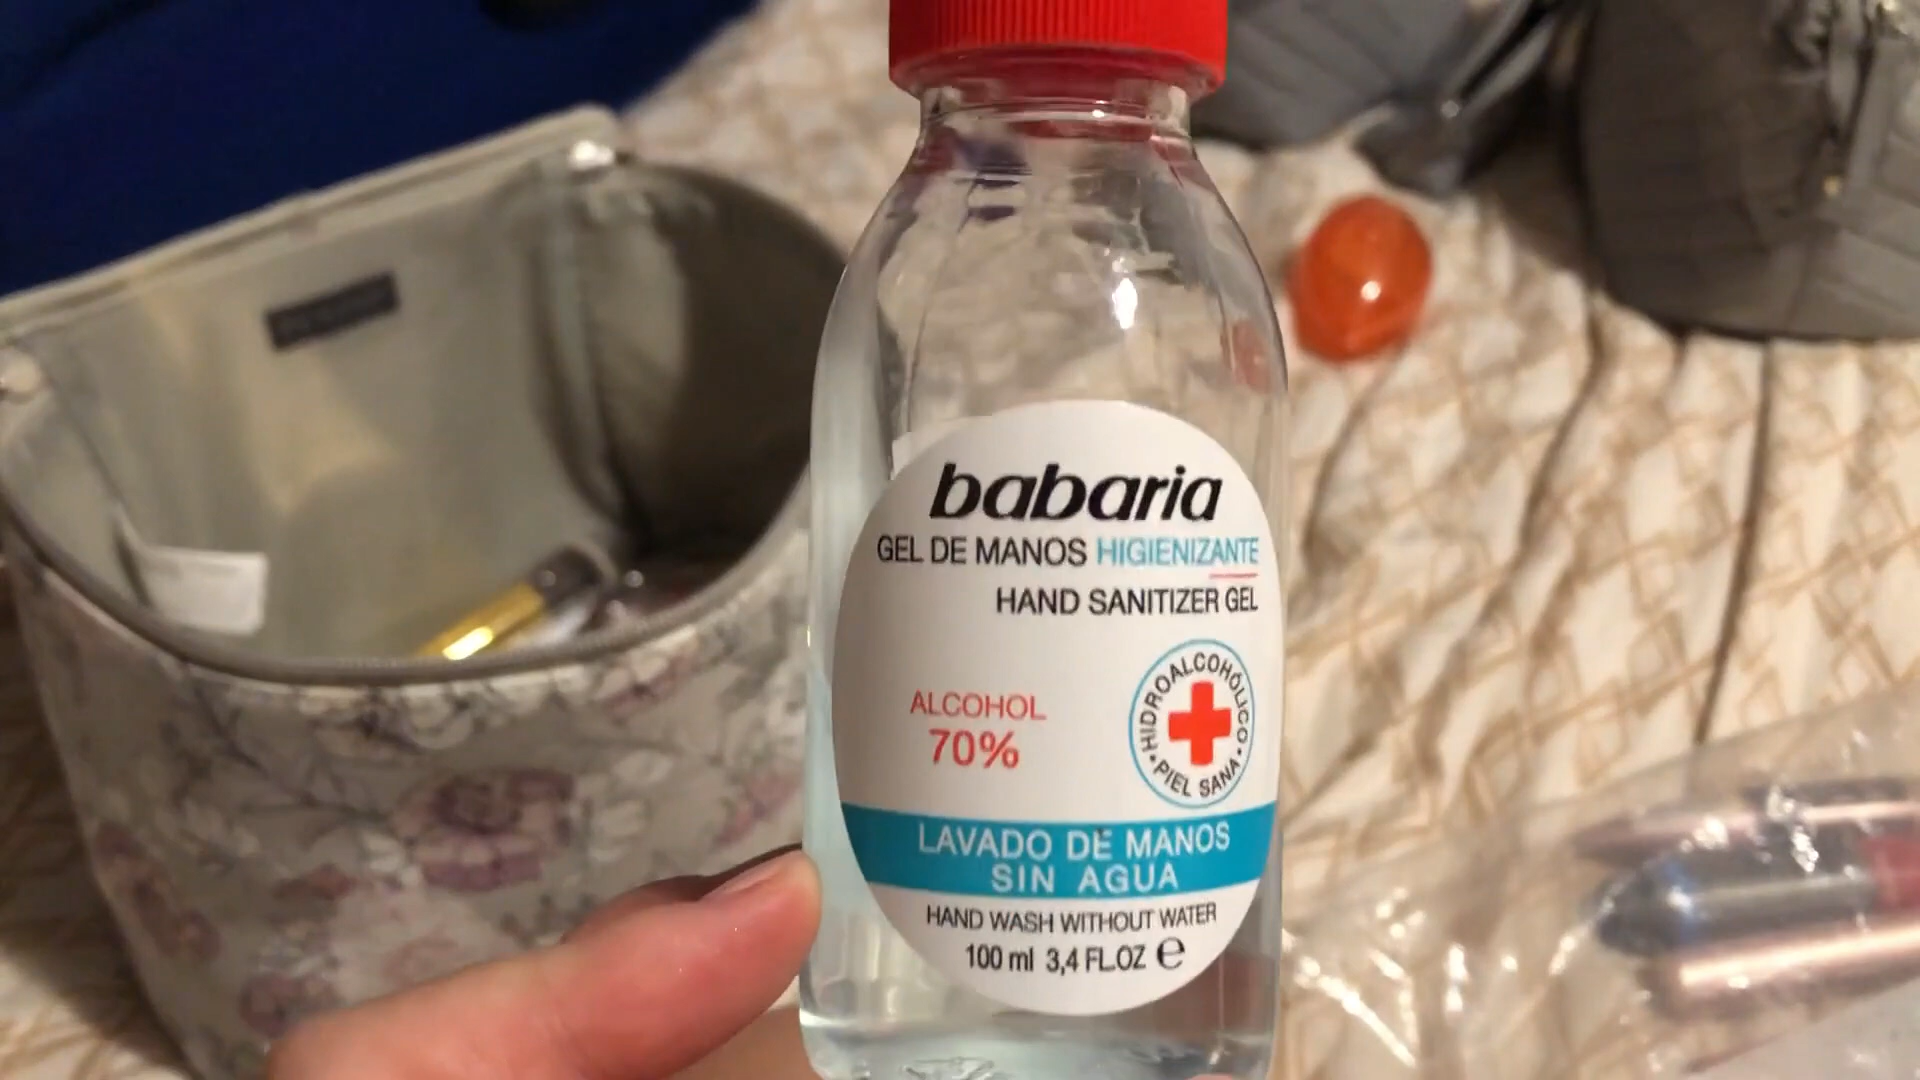 babaria
GEL DE MANOS HIGIENIZANTE
HAND SANITIZER GEL
ALCOHOL
70%
HIDROALCOHÓLICO • PIEL SANA •
LAVADO DE MANOS
SIN AGUA
HAND WASH WITHOUT WATER
100 ml 3,4 FL.OZ ℮